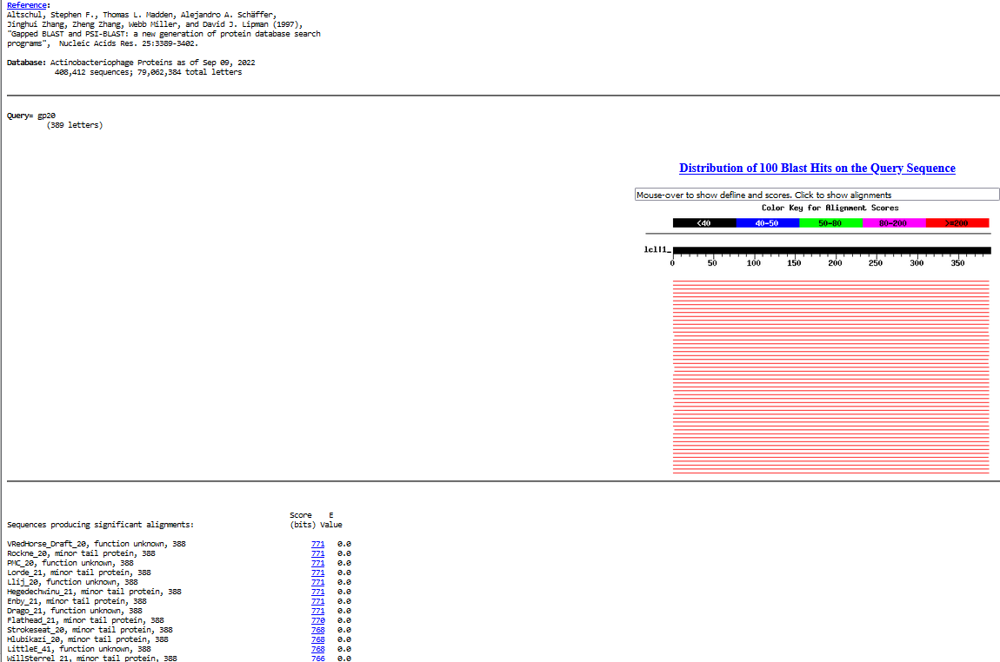 Reference:
Altschul, Stephen F., Thomas L. Madden, Alejandro A. Schäffer,
Jinghui Zhang, Zheng Zhang, Webb Miller, and David J. Lipman (1997),
"Gapped BLAST and PSI-BLAST: a new generation of protein database search
programs", Nucleic Acids Res. 25:3389-3402.
Database: Actinobacteriophage Proteins as of Sep 09, 2022
408,412 sequences; 79,062,384 total letters
Query= gp20
(389 letters)
Distribution of 100 Blast Hits on the Query Sequence
Mouse-over to show defline and scores. Click to show alignments
Color Key for Alignment Scores
<40 40-50 50-80 80-200 >=200
lcl|1_
0 50 100 150 200 250 300 350
Score E
Sequences producing significant alignments: (bits) Value
VRedHorse_Draft_20, function unknown, 388 771 0.0
Rockne_20, minor tail protein, 388 771 0.0
PMC_20, function unknown, 388 771 0.0
Lorde_21, minor tail protein, 388 771 0.0
Llij_20, function unknown, 388 771 0.0
Hegedechwinu_21, minor tail protein, 388 771 0.0
Enby_21, minor tail protein, 388 771 0.0
Drago_21, function unknown, 388 771 0.0
Flathead_21, minor tail protein, 388 770 0.0
Strokeseat_20, minor tail protein, 388 768 0.0
Hlubikazi_20, minor tail protein, 388 768 0.0
LittleE_41, function unknown, 388 768 0.0
WillSterrel_21, minor tail protein, 388 766 0.0